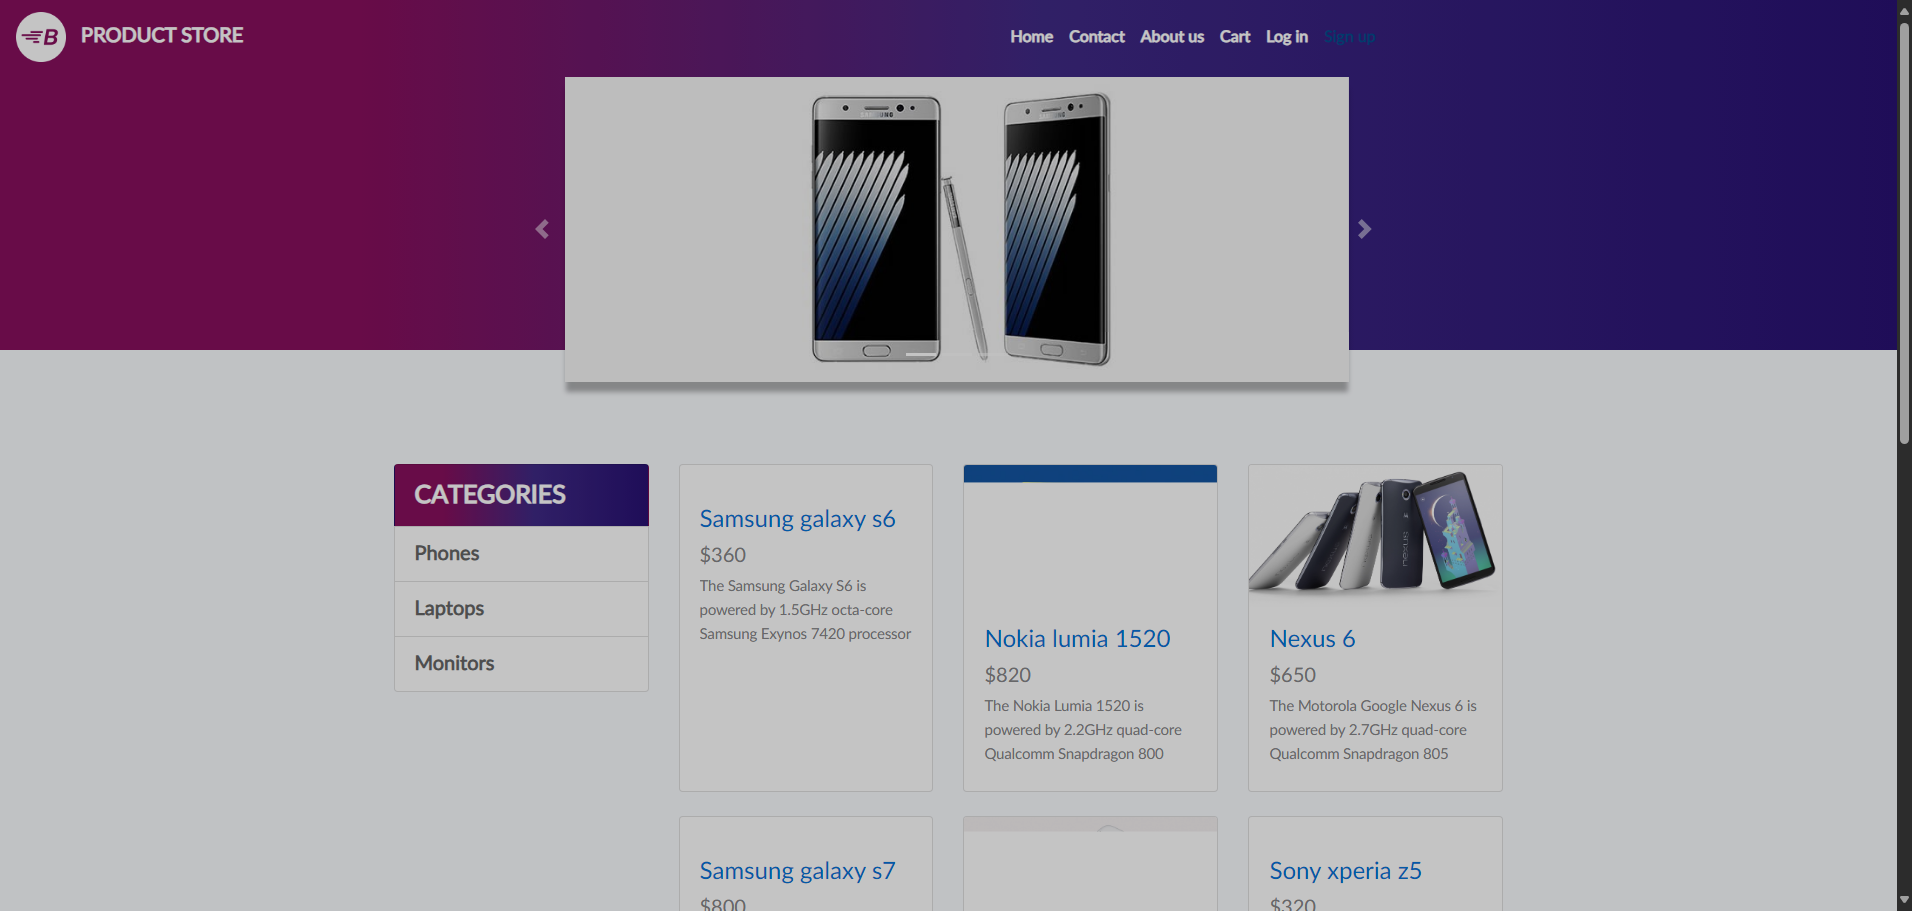 B PRODUCT STORE
Home Contact About us Cart Log in Sign up
SAMSUNG
SAMSUNG
CATEGORIES
Phones
Laptops
Monitors
Samsung galaxy s6
$360
The Samsung Galaxy S6 is
powered by 1.5GHz octa-core
Samsung Exynos 7420 processor
Nokia lumia 1520
$820
The Nokia Lumia 1520 is
powered by 2.2GHz quad-core
Qualcomm Snapdragon 800
nexus
Nexus 6
$650
The Motorola Google Nexus 6 is
powered by 2.7GHz quad-core
Qualcomm Snapdragon 805
Samsung galaxy s7
$800
Sony xperia z5
$320